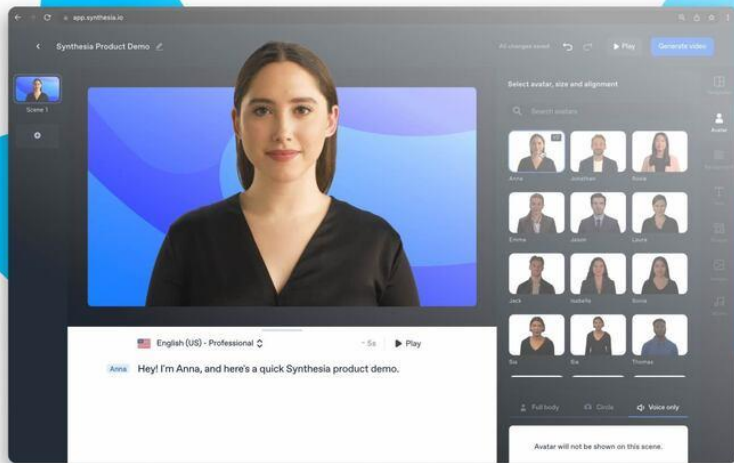 app.synthesia.io
Synthesia Product Demo
All changes saved
Play
Generate video
Scene 1
Select avatar, size and alignment
Search avatars
Anna
Jonathan
Emma
Jason
Laura
Jack
Isabella
Sonia
Sia
Thomas
Avatar
English (US) - Professional
~ 5s
Play
Anna
Hey! I'm Anna, and here's a quick Synthesia product demo.
Full body
Circle
Voice only
Avatar will not be shown on this scene.